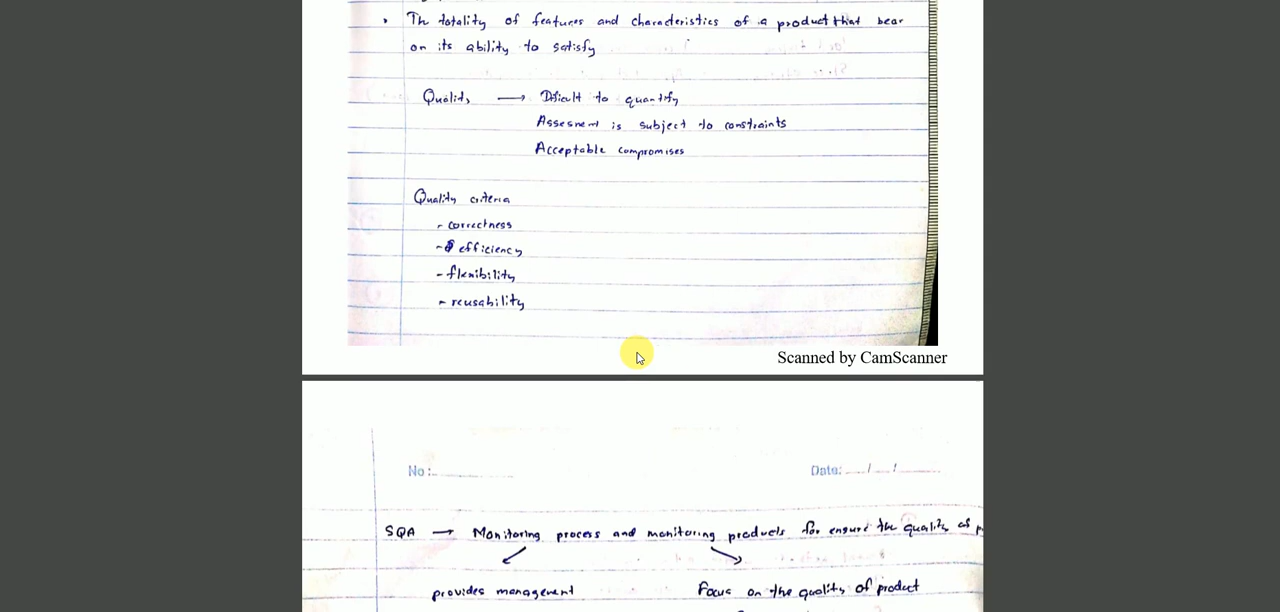 Th totality of features and characteristics of a product that bear
on its ability to satisfy
Quality → Dificult to quantify
Assesment is subject to constraints
Acceptable compromises
Quality criteria
- correctness
- efficiency
- flexibility
- reusability
Scanned by CamScanner
No:
Date: / /
SQA → Monitoring process and monitoring products for ensure the quality of p
provides management
Focus on the quality of product